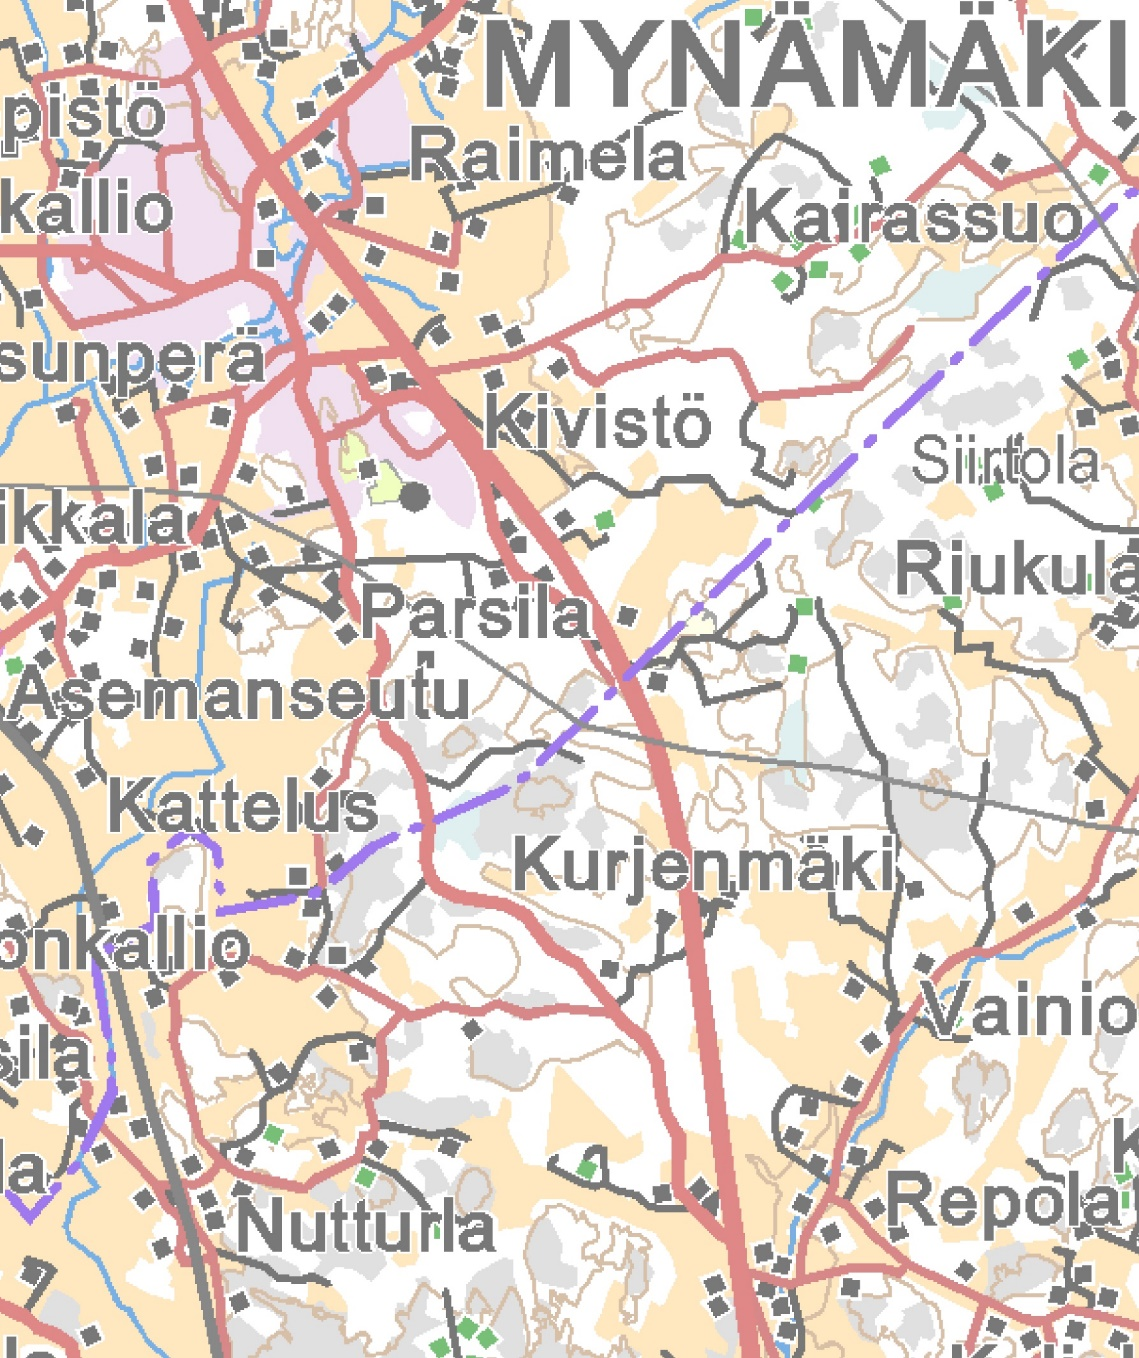 MYNÄMÄKI
pistö
Raimela
kallio
Kairassuo
sunperä
Kivistö
Siirtola
ikkala
Riukula
Parsila
Asemanseutu
Kattelus
Kurjenmäki
onkallio
Vainio
sila
la
Repola
K
Nutturla